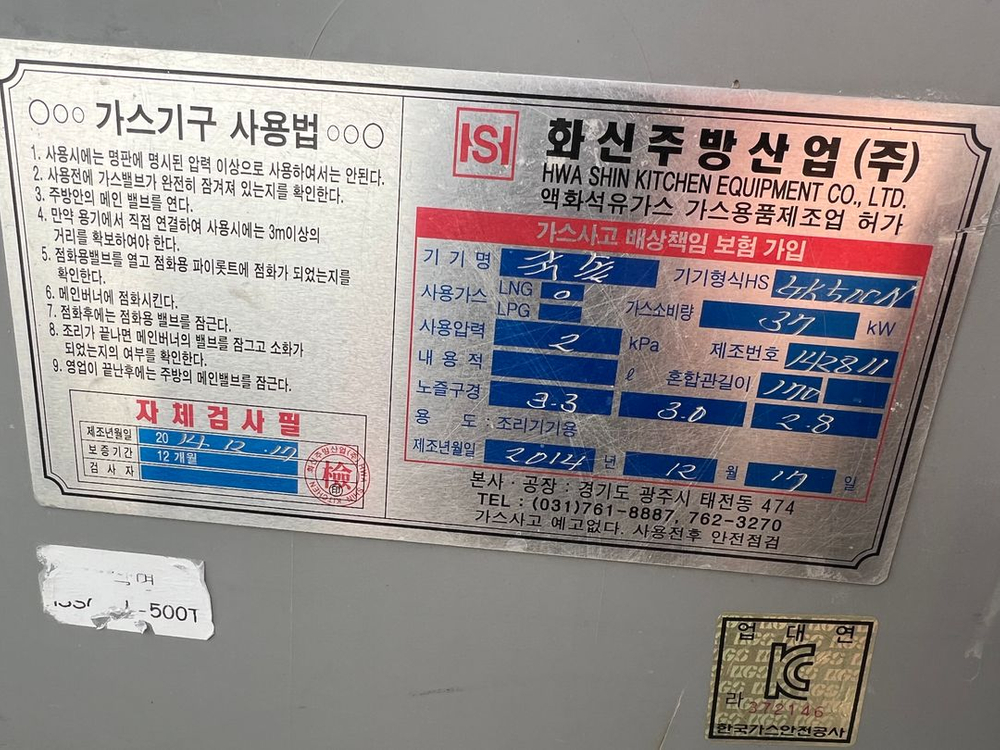 ○○○ 가스기구 사용법 ○○○
1. 사용시에는 명판에 명시된 압력 이상으로 사용하여서는 안된다.
2. 사용전에 가스밸브가 완전히 잠겨져 있는지를 확인한다.
3. 주방안의 메인 밸브를 연다.
4. 만약 용기에서 직접 연결하여 사용시에는 3m이상의
거리를 확보하여야 한다.
5. 점화용밸브를 열고 점화용 파이롯트에 점화가 되었는지를
확인한다.
6. 메인버너에 점화시킨다.
7. 점화후에는 점화용 밸브를 잠근다.
8. 조리가 끝나면 메인버너의 밸브를 잠그고 소화가
되었는지의 여부를 확인한다.
9. 영업이 끝난후에는 주방의 메인밸브를 잠근다.
자체검사필
제조년월일 2014.12.17
보증기간 12 개월
검사자
檢
HS
화신주방산업(주)
HWA SHIN KITCHEN EQUIPMENT CO., LTD.
액화석유가스 가스용품제조업 허가
가스사고 배상책임 보험 가입
기기명 기기형식HS
사용가스 LNG 0 LPG 가스소비량 37 kW
사용압력 2 kPa 제조번호 142811
내용적 ℓ 혼합관길이 170
노즐구경 3.3 3.0 2.8
용도 : 조리기기용
제조년월일 2014 년 12 월 17 일
본사·공장 : 경기도 광주시 태전동 474
TEL : (031)761-8887, 762-3270
가스사고 예고없다. 사용전후 안전점검
-500T
업 대 연
KC
라 372146
한국가스안전공사